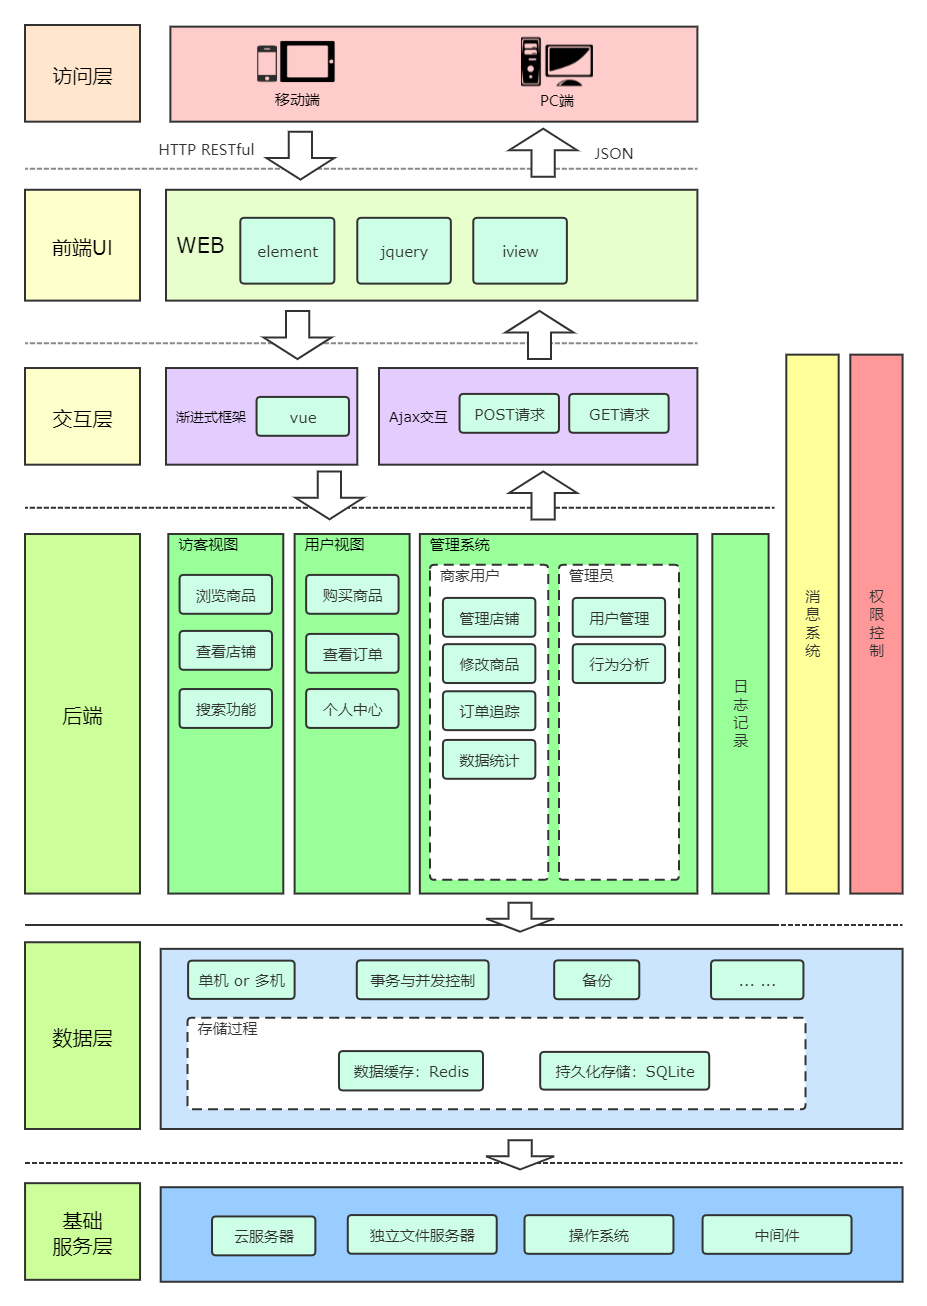 访问层
移动端
PC端
HTTP RESTful
JSON
前端UI
WEB
element
jquery
iview
交互层
渐进式框架
vue
Ajax交互
POST请求
GET请求
后端
访客视图
浏览商品
查看店铺
搜索功能
用户视图
购买商品
查看订单
个人中心
管理系统
商家用户
管理店铺
修改商品
订单追踪
数据统计
管理员
用户管理
行为分析
日志记录
消息系统
权限控制
数据层
单机 or 多机
事务与并发控制
备份
... ...
存储过程
数据缓存：Redis
持久化存储：SQLite
基础
服务层
云服务器
独立文件服务器
操作系统
中间件